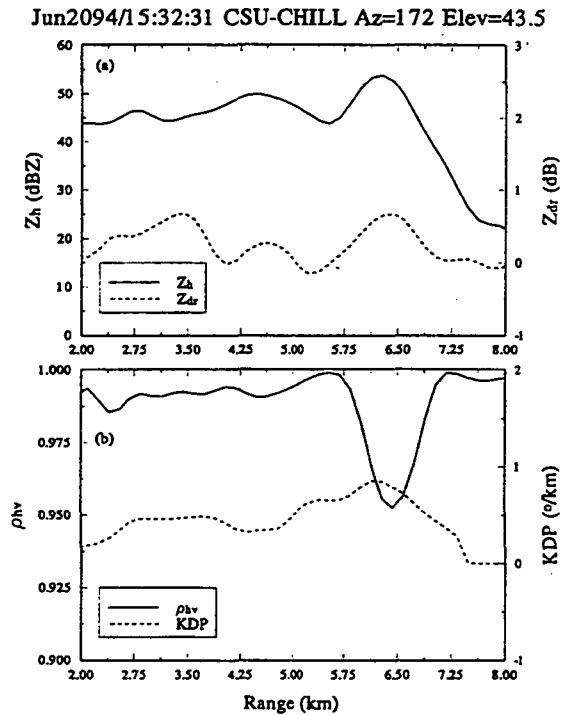 Jun2094/15:32:31 CSU-CHILL Az=172 Elev=43.5
(a)
60
50
40
30
20
10
0
Zh (dBZ)
3
2
1
0
-1
Zdr (dB)
Zh
Zdr
2.00 2.75 3.50 4.25 5.00 5.75 6.50 7.25 8.00
(b)
1.000
0.975
0.950
0.925
0.900
ρhv
2
1
0
-1
KDP (º/km)
ρhv
KDP
2.00 2.75 3.50 4.25 5.00 5.75 6.50 7.25 8.00
Range (km)